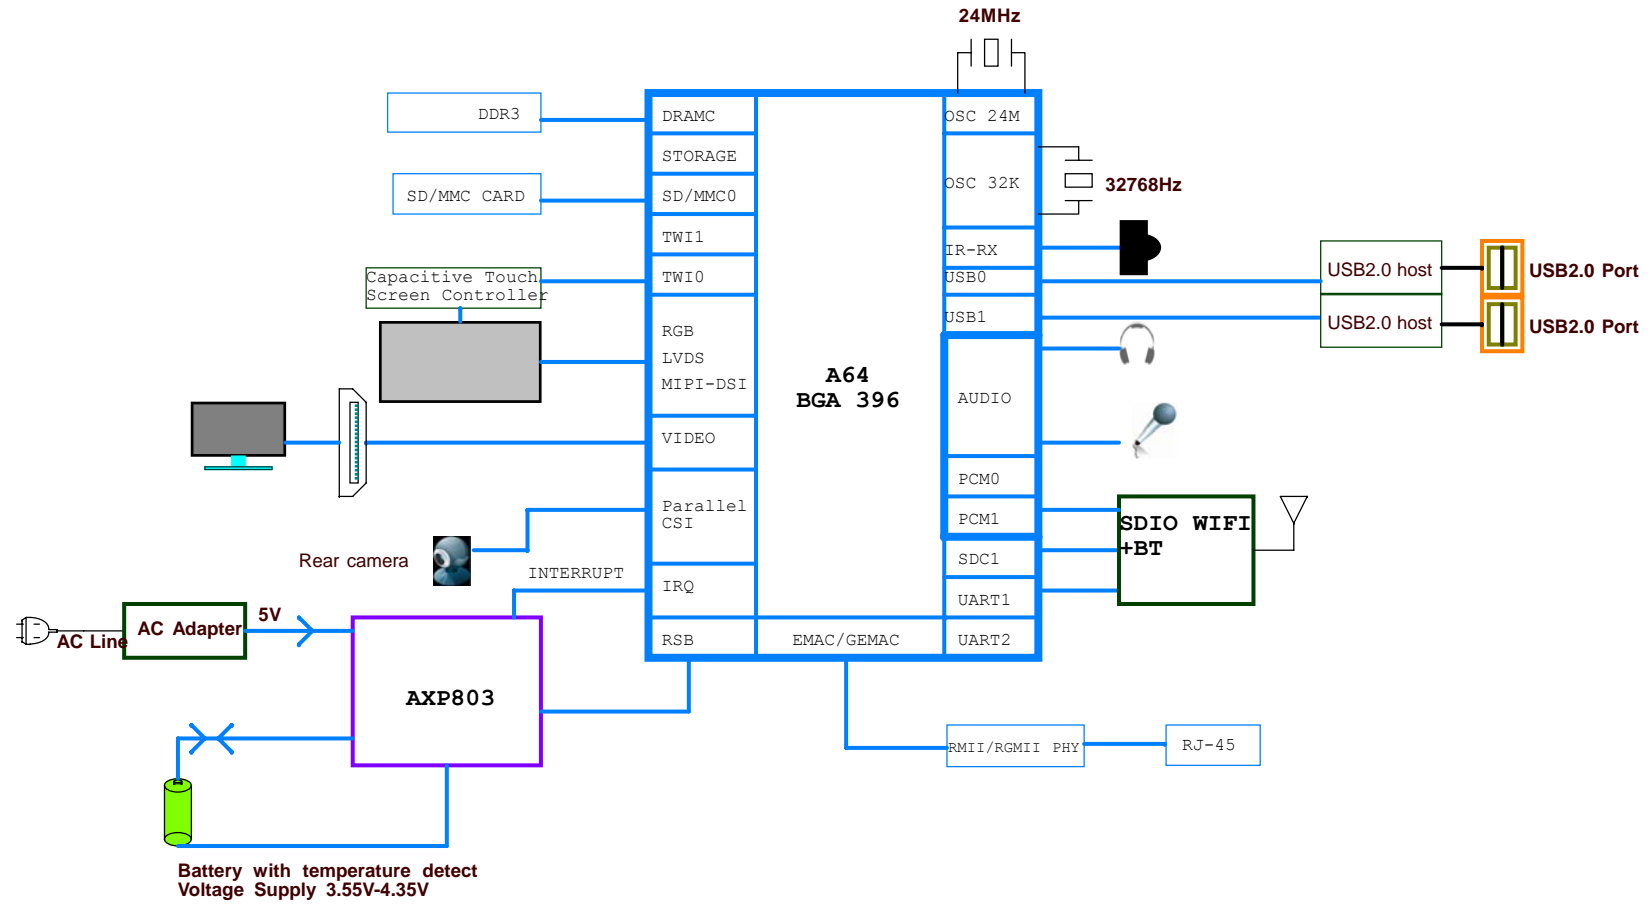 24MHz
DDR3
DRAMC
OSC 24M
STORAGE
OSC 32K
32768Hz
SD/MMC CARD
SD/MMC0
TWI1
IR-RX
Capacitive Touch
Screen Controller
TWI0
USB0
USB2.0 host
USB2.0 Port
USB1
USB2.0 host
USB2.0 Port
RGB
LVDS
MIPI-DSI
A64
BGA 396
AUDIO
VIDEO
PCM0
Parallel
CSI
PCM1
SDIO WIFI
+BT
Rear camera
SDC1
INTERRUPT
IRQ
UART1
5V
AC Line
AC Adapter
RSB
EMAC/GEMAC
UART2
AXP803
RMII/RGMII PHY
RJ-45
Battery with temperature detect
Voltage Supply 3.55V-4.35V